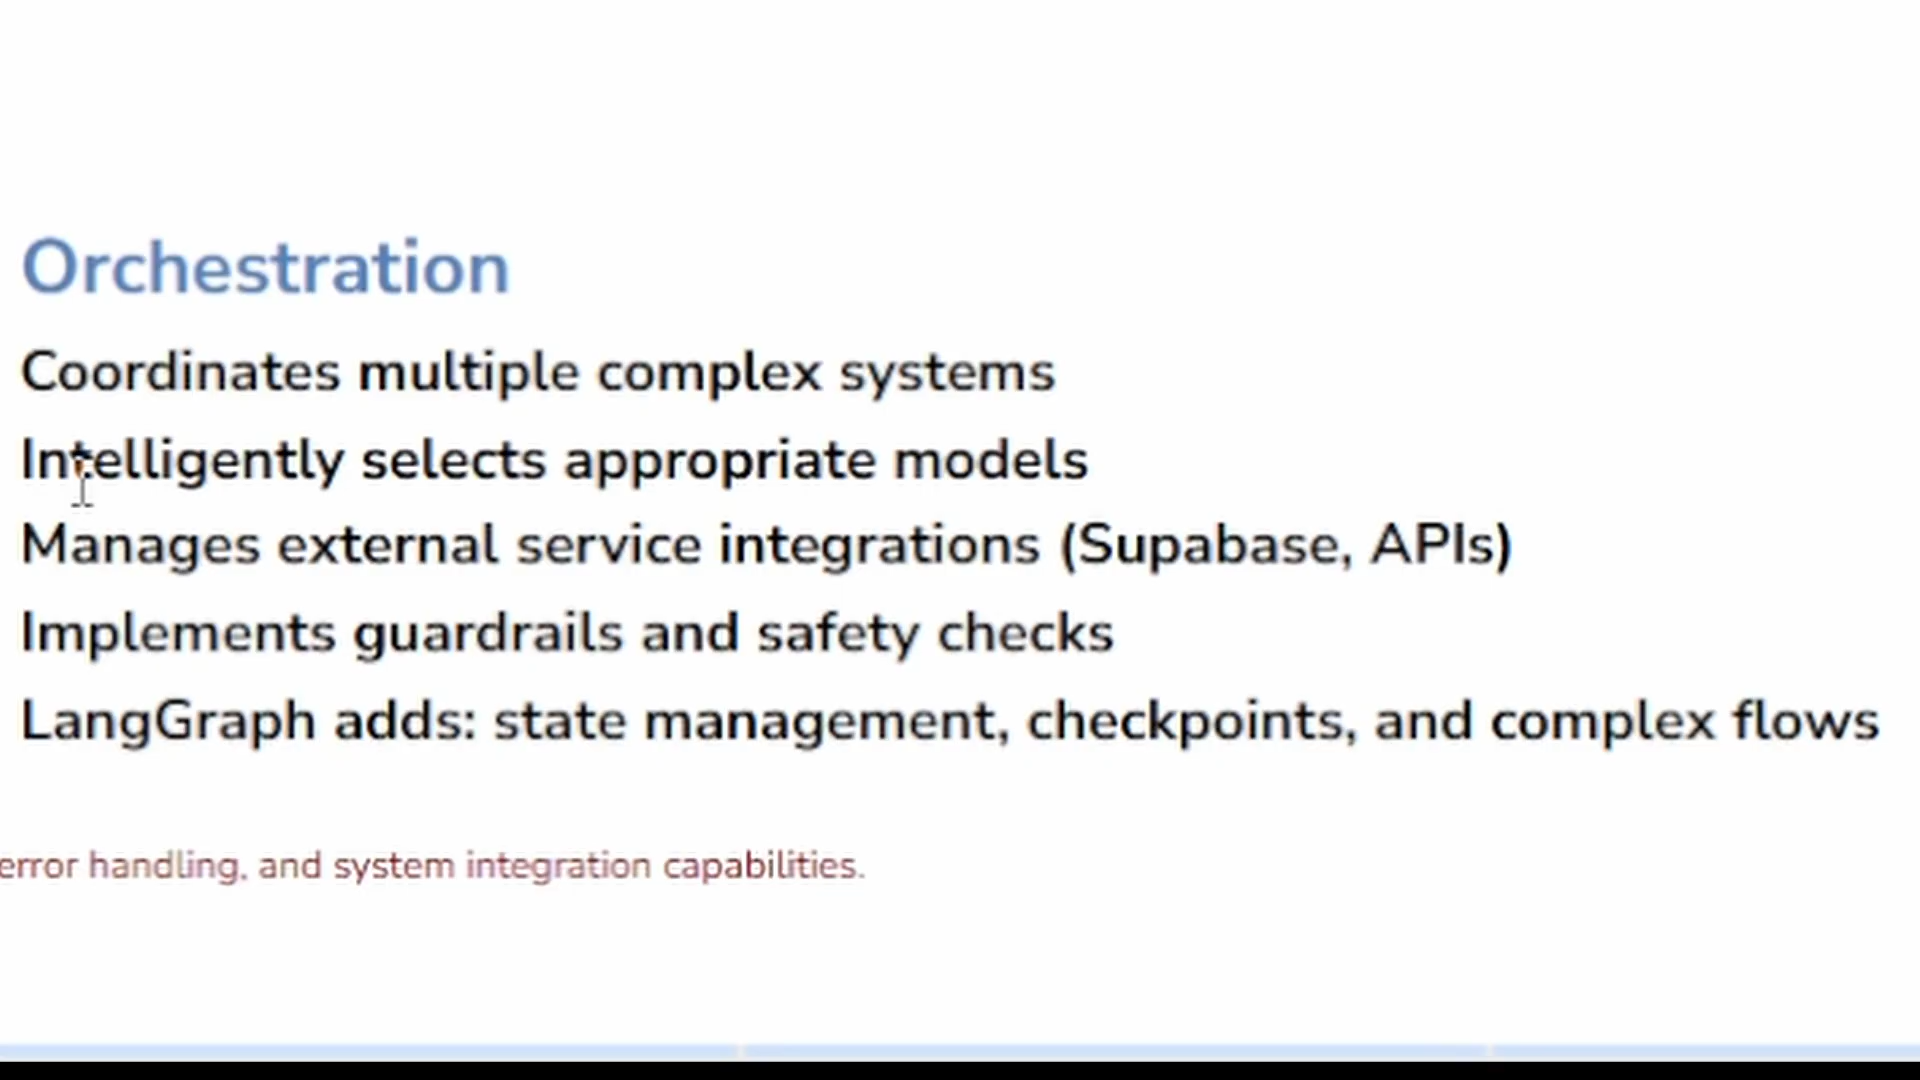 Orchestration
Coordinates multiple complex systems
Intelligently selects appropriate models
Manages external service integrations (Supabase, APIs)
Implements guardrails and safety checks
LangGraph adds: state management, checkpoints, and complex flows
error handling, and system integration capabilities.